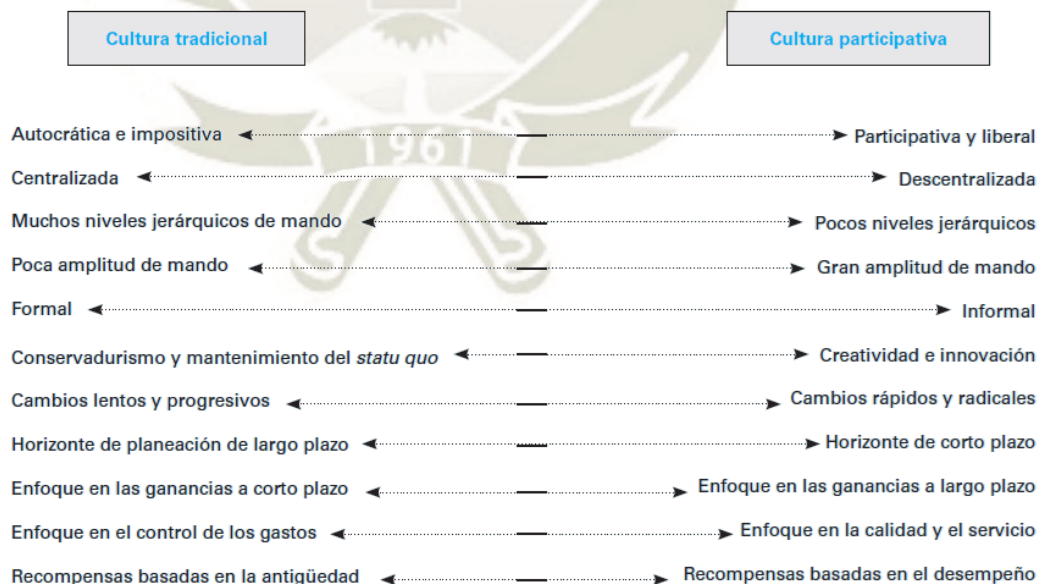 Cultura tradicional Cultura participativa
1961
Autocrática e impositiva Participativa y liberal
Centralizada Descentralizada
Muchos niveles jerárquicos de mando Pocos niveles jerárquicos
Poca amplitud de mando Gran amplitud de mando
Formal Informal
Conservadurismo y mantenimiento del statu quo Creatividad e innovación
Cambios lentos y progresivos Cambios rápidos y radicales
Horizonte de planeación de largo plazo Horizonte de corto plazo
Enfoque en las ganancias a corto plazo Enfoque en las ganancias a largo plazo
Enfoque en el control de los gastos Enfoque en la calidad y el servicio
Recompensas basadas en la antigüedad Recompensas basadas en el desempeño